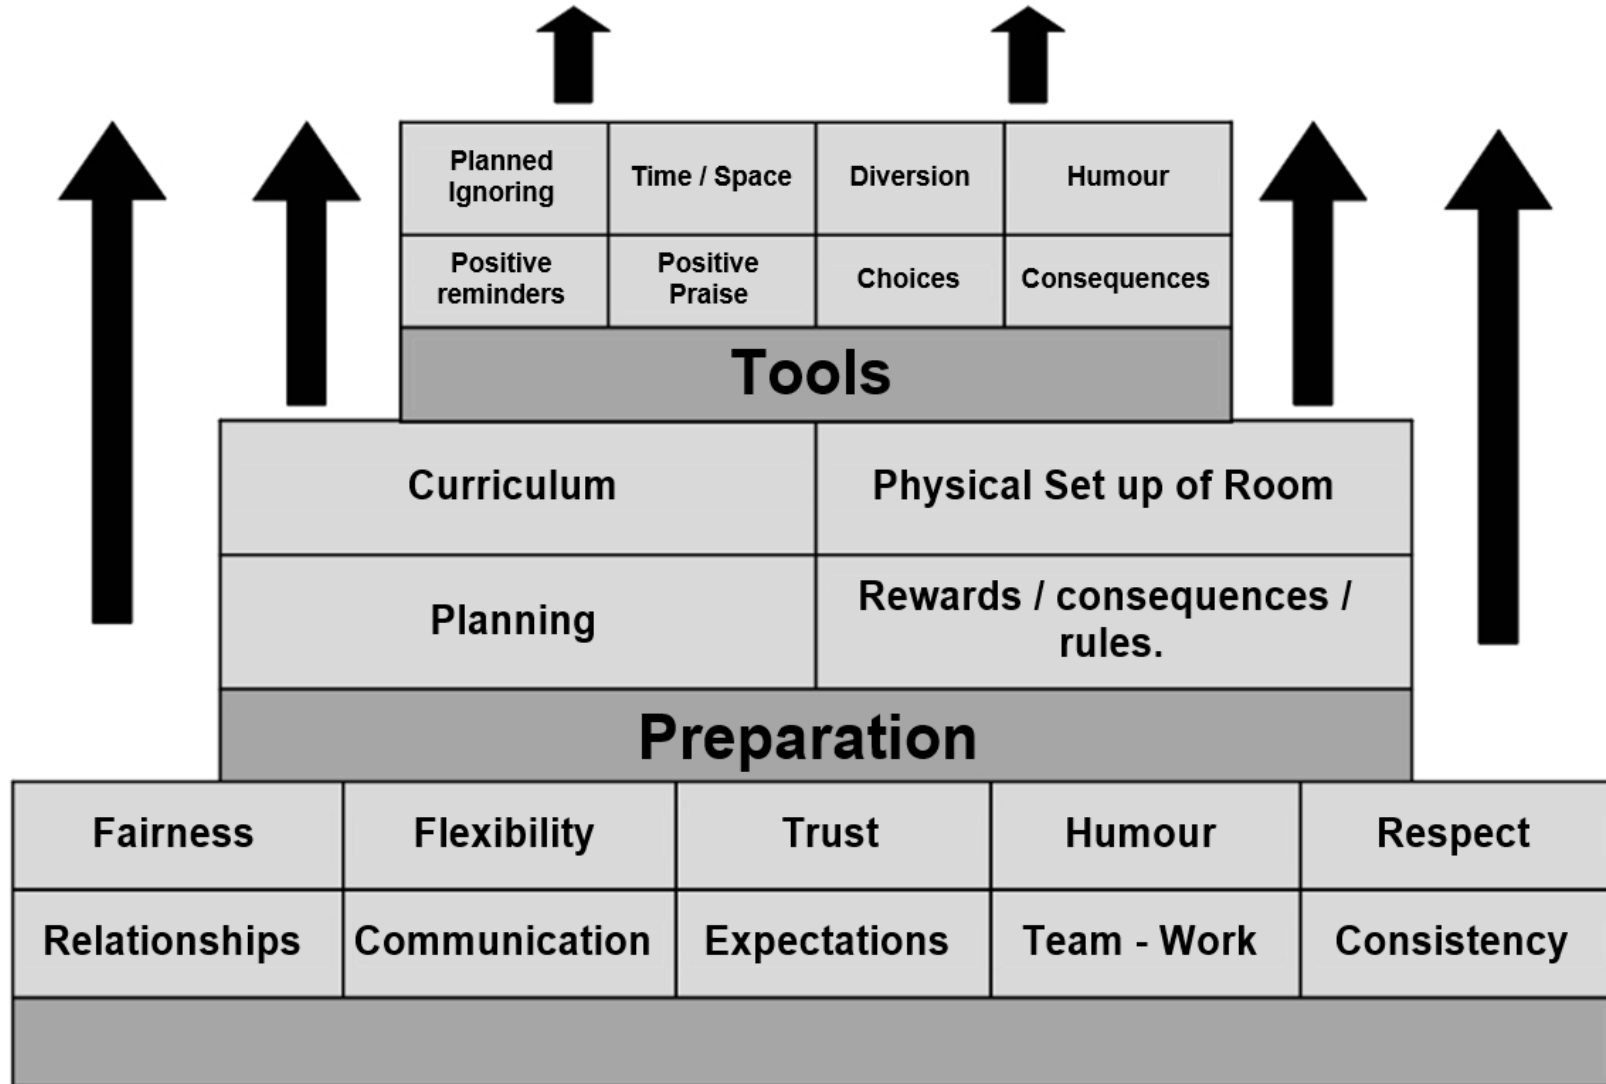 Planned
Ignoring
Time / Space
Diversion
Humour
Positive
reminders
Positive
Praise
Choices
Consequences
Tools
Curriculum
Physical Set up of Room
Planning
Rewards / consequences /
rules.
Preparation
Fairness
Flexibility
Trust
Humour
Respect
Relationships
Communication
Expectations
Team - Work
Consistency